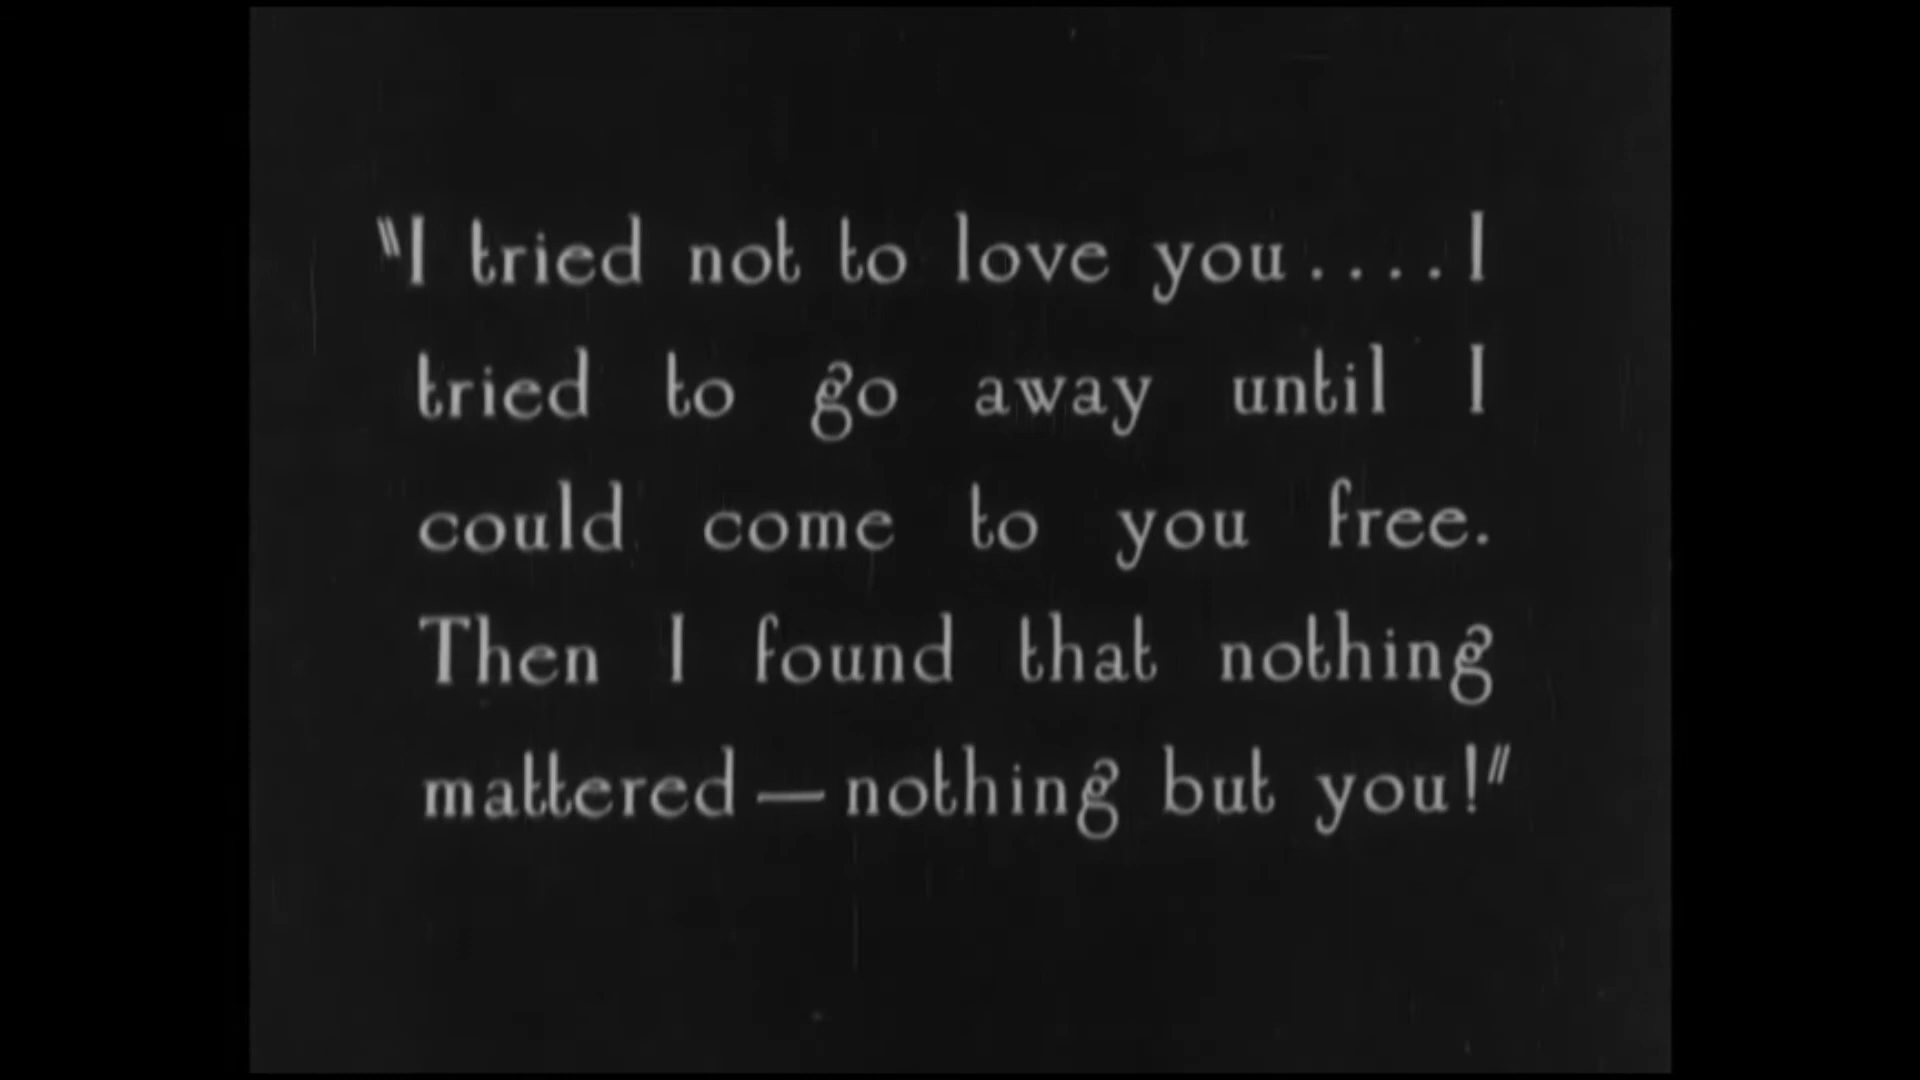 "I tried not to love you....I
tried to go away until I
could come to you free.
Then I found that nothing
mattered—nothing but you!"